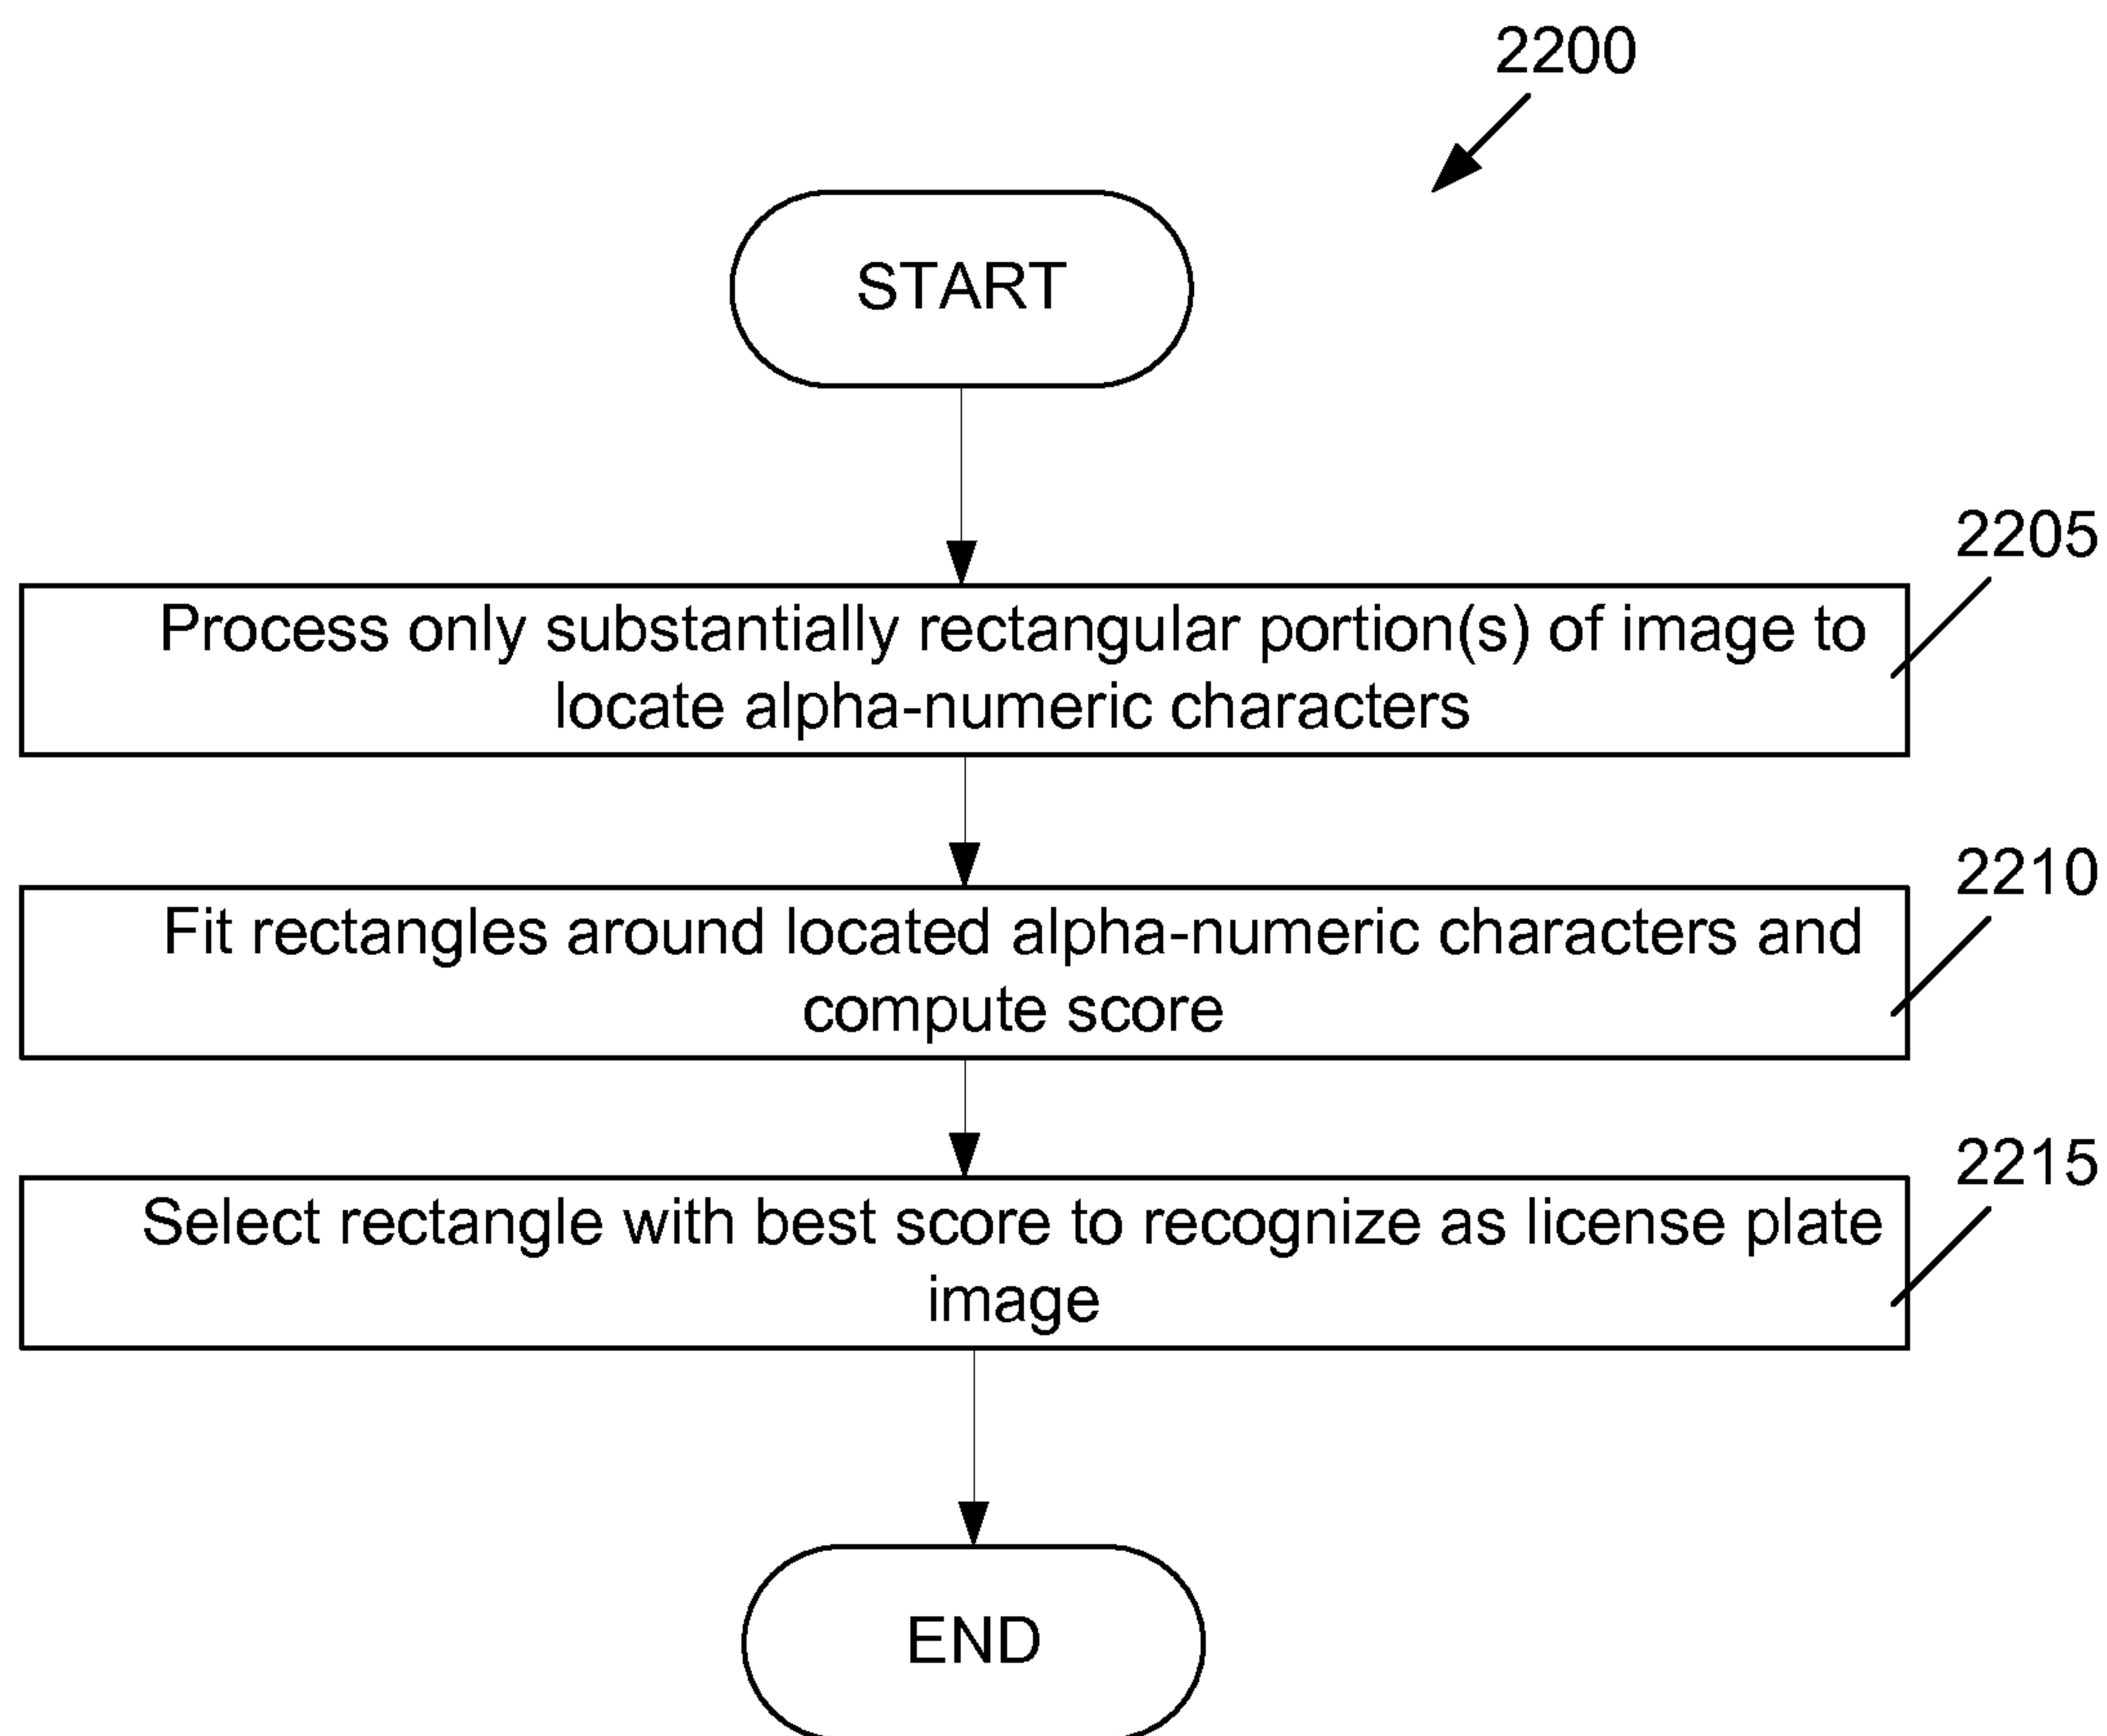 2200
START
2205
Process only substantially rectangular portion(s) of image to
locate alpha-numeric characters
2210
Fit rectangles around located alpha-numeric characters and
compute score
2215
Select rectangle with best score to recognize as license plate
image
END